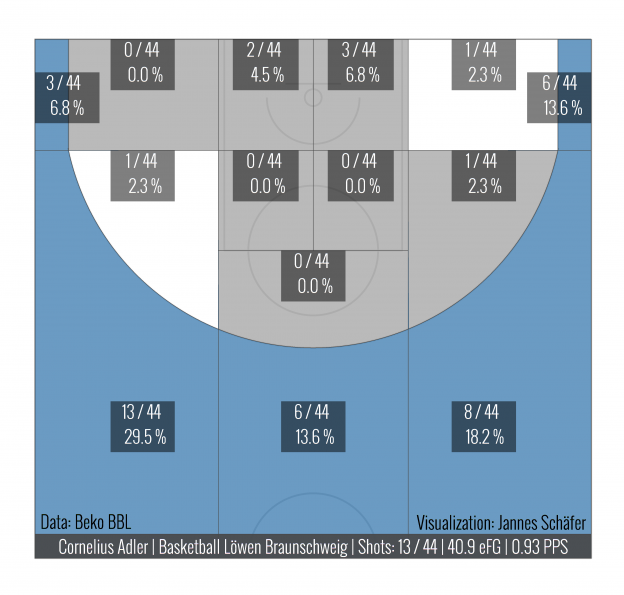 0 / 44
0.0 %
2 / 44
4.5 %
3 / 44
6.8 %
1 / 44
2.3 %
3 / 44
6.8 %
6 / 44
13.6 %
1 / 44
2.3 %
0 / 44
0.0 %
0 / 44
0.0 %
1 / 44
2.3 %
0 / 44
0.0 %
13 / 44
29.5 %
6 / 44
13.6 %
8 / 44
18.2 %
Data: Beko BBL
Visualization: Jannes Schäfer
Cornelius Adler | Basketball Löwen Braunschweig | Shots: 13 / 44 | 40.9 eFG | 0.93 PPS